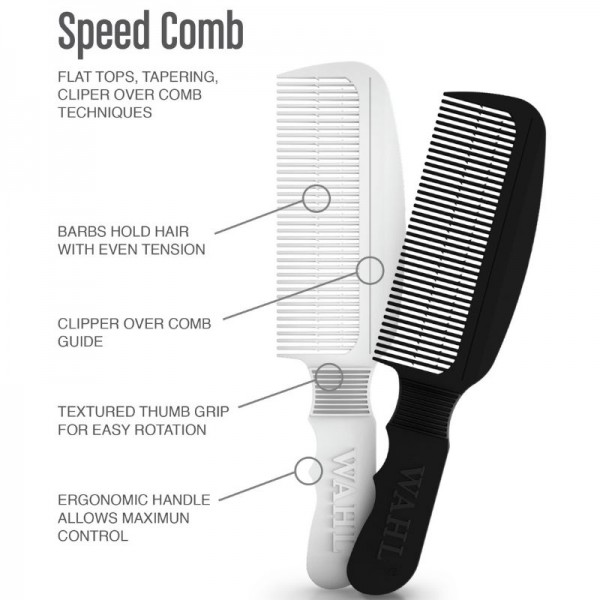 Speed Comb
FLAT TOPS, TAPERING,
CLIPER OVER COMB
TECHNIQUES
BARBS HOLD HAIR
WITH EVEN TENSION
CLIPPER OVER COMB
GUIDE
TEXTURED THUMB GRIP
FOR EASY ROTATION
ERGONOMIC HANDLE
ALLOWS MAXIMUN
CONTROL
WAHL
WAHL